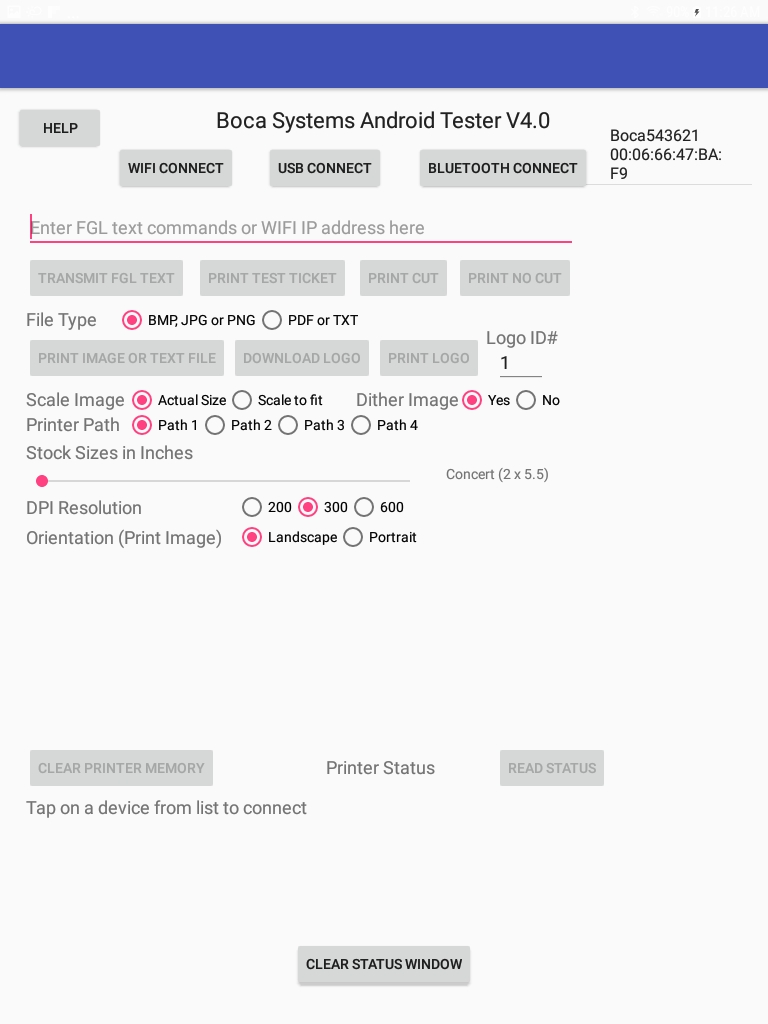 HELP
Boca Systems Android Tester V4.0
Boca543621
00:06:66:47:BA:
F9
WIFI CONNECT
USB CONNECT
BLUETOOTH CONNECT
Enter FGL text commands or WIFI IP address here
TRANSMIT FGL TEXT
PRINT TEST TICKET
PRINT CUT
PRINT NO CUT
File Type
BMP, JPG or PNG
PDF or TXT
Logo ID#
PRINT IMAGE OR TEXT FILE
DOWNLOAD LOGO
PRINT LOGO
1
Scale Image
Actual Size
Scale to fit
Dither Image
Yes
No
Printer Path
Path 1
Path 2
Path 3
Path 4
Stock Sizes in Inches
Concert (2 x 5.5)
DPI Resolution
200
300
600
Orientation (Print Image)
Landscape
Portrait
CLEAR PRINTER MEMORY
Printer Status
READ STATUS
Tap on a device from list to connect
CLEAR STATUS WINDOW